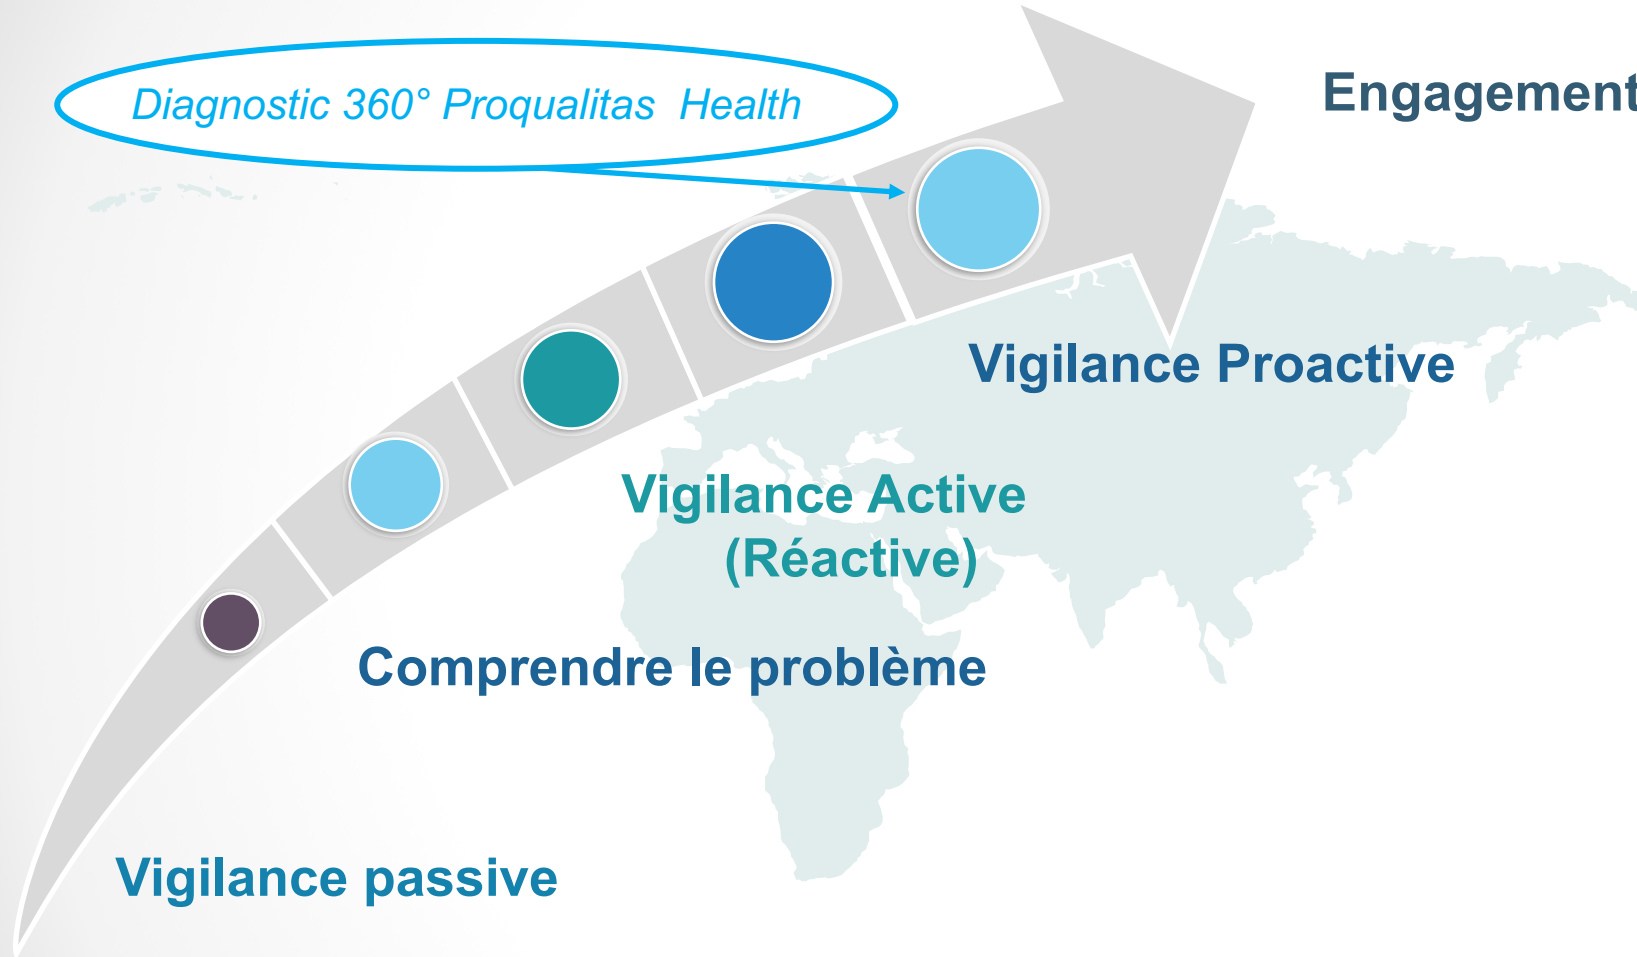 Diagnostic 360° Proqualitas  Health
Engagement
Vigilance Proactive
Vigilance Active
(Réactive)
Comprendre le problème
Vigilance passive